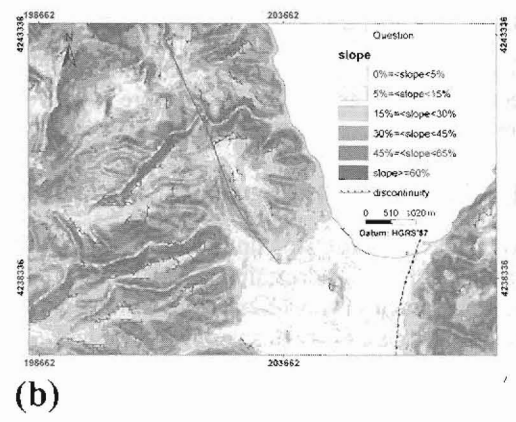 198662 203662
4243336 4243336
N
Question
slope
0%=<slope<5%
5%=<slope<15%
15%=<slope<30%
30%=<slope<45%
45%=<slope<65%
slope>=60%
discontinuity
0 510 1020 m
Datum: HGRS'87
4238336 4238336
198662 203662
(b)